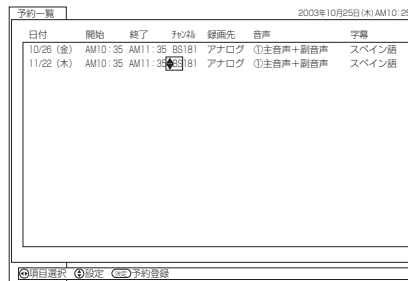 予約一覧 2003年10月25日(木)AM10:25
日付 開始 終了 チャンネル 録画先 音声 字幕
10/26 (金) AM10:35 AM11:35 BS181 アナログ ①主音声+副音声 スペイン語
11/22 (木) AM10:35 AM11:35 BS181 アナログ ①主音声+副音声 スペイン語
項目選択 設定 決定 予約登録